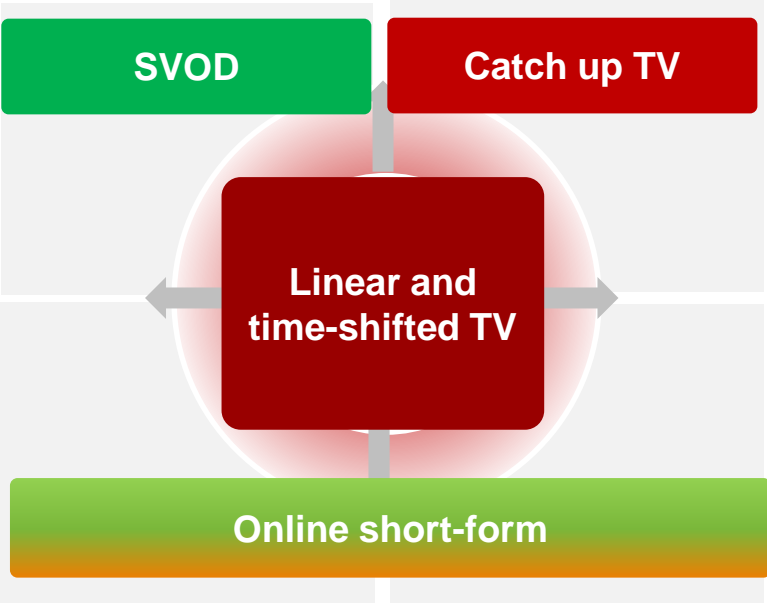 SVOD
Catch up TV
Linear and
time-shifted TV
Online short-form